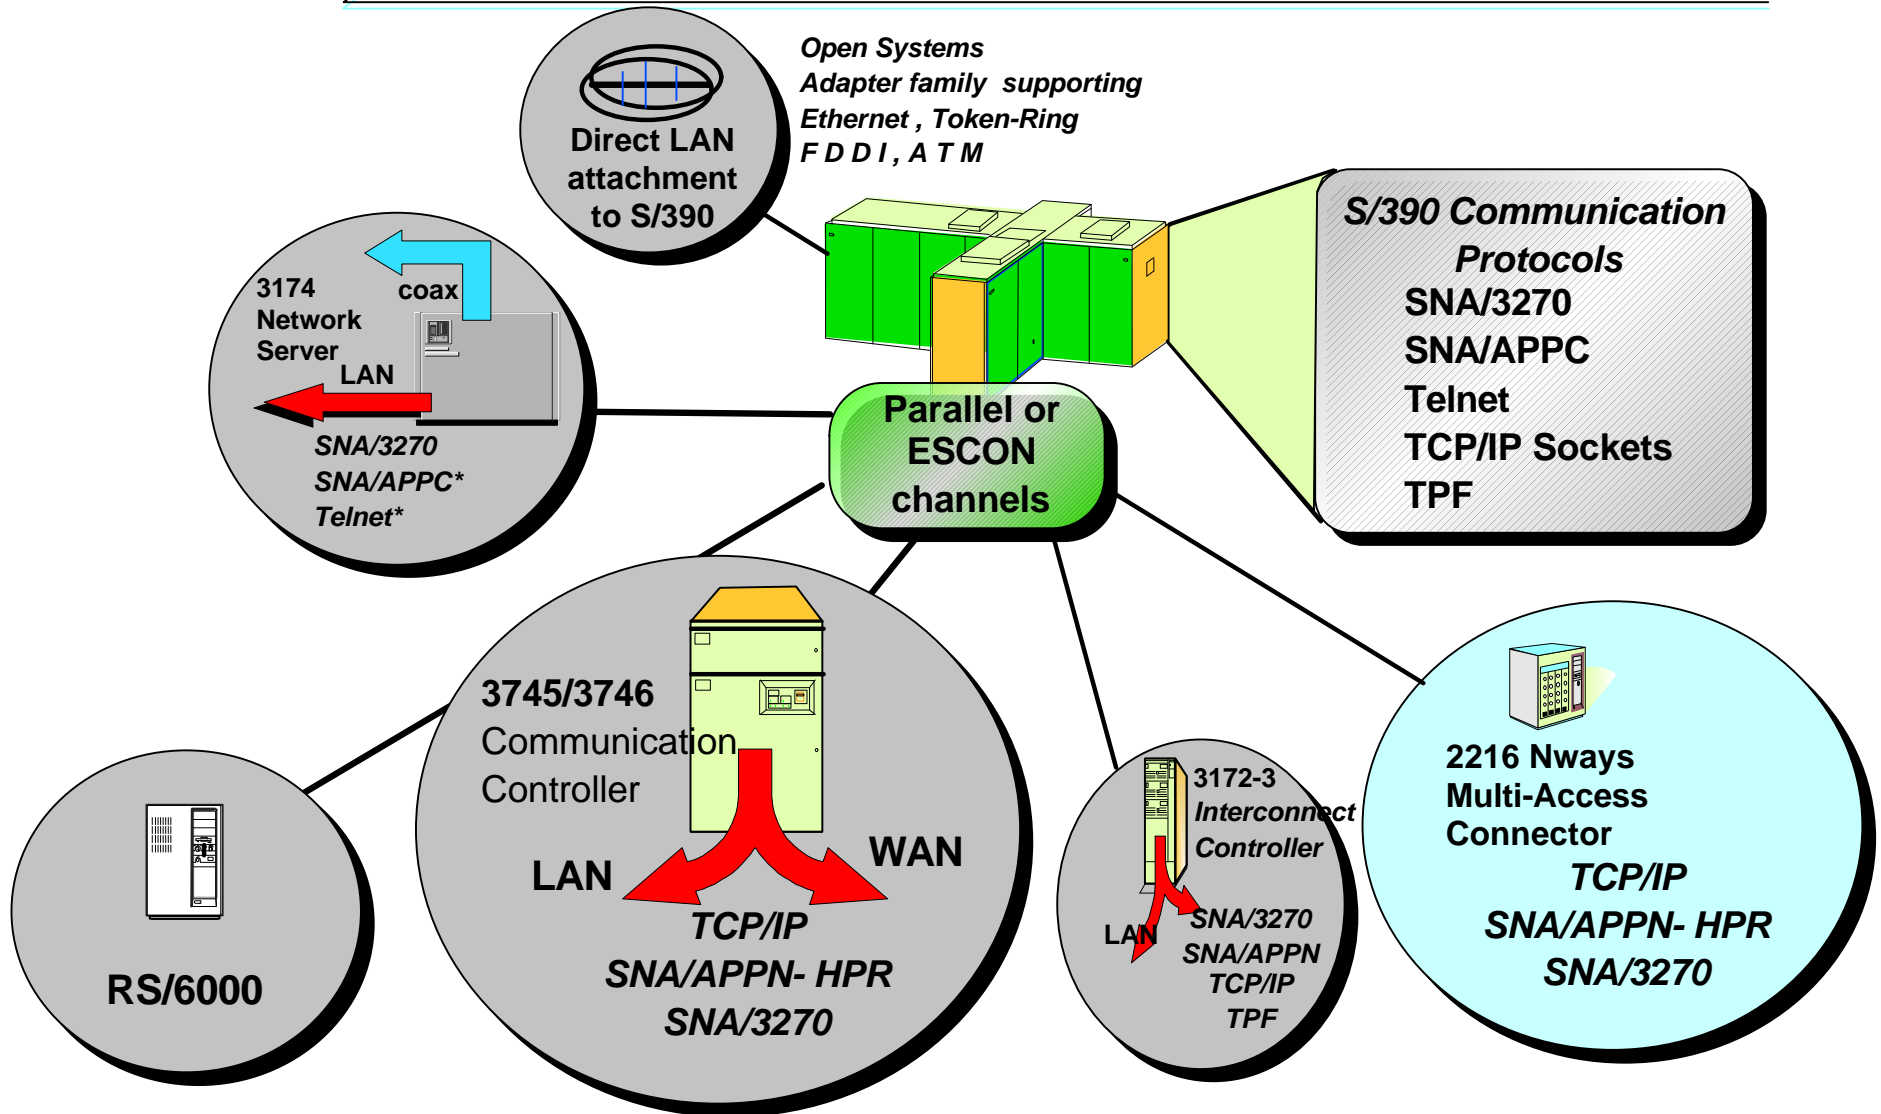 Open Systems
Adapter family supporting
Ethernet , Token-Ring
F D D I , A T M
Direct LAN
attachment
to S/390
S/390 Communication
Protocols
SNA/3270
SNA/APPC
Telnet
TCP/IP Sockets
TPF
3174
Network
Server
coax
LAN
SNA/3270
SNA/APPC*
Telnet*
Parallel or
ESCON
channels
3745/3746
Communication
Controller
LAN
WAN
TCP/IP
SNA/APPN- HPR
SNA/3270
RS/6000
3172-3
Interconnect
Controller
LAN
SNA/3270
SNA/APPN
TCP/IP
TPF
2216 Nways
Multi-Access
Connector
TCP/IP
SNA/APPN- HPR
SNA/3270